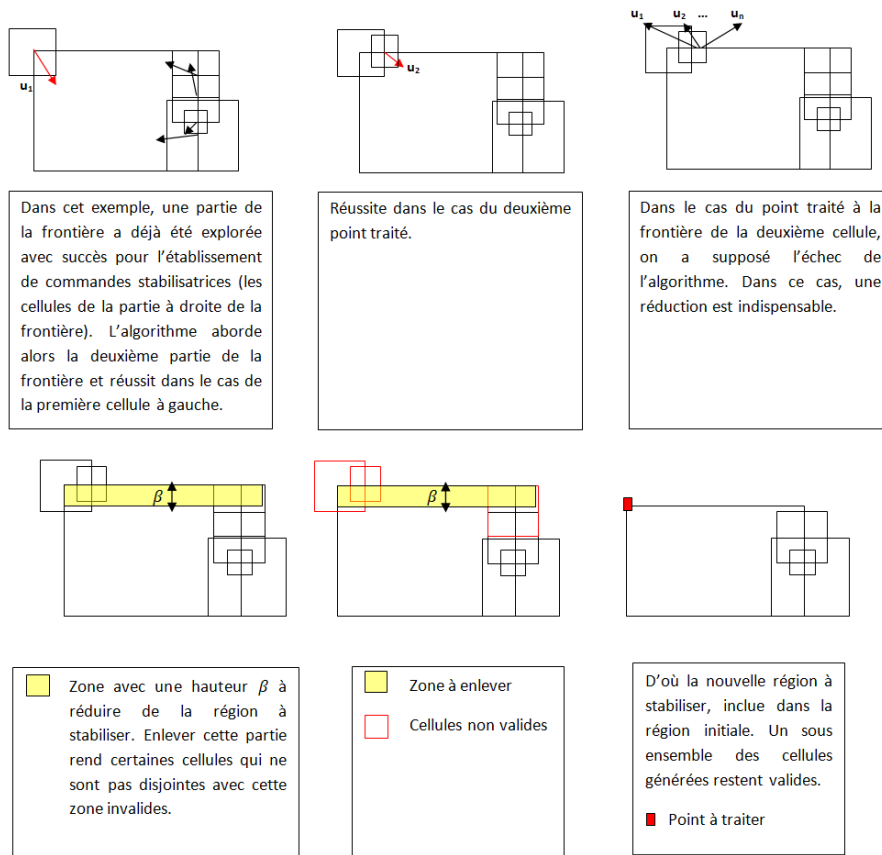 u₁
u₂
u₁ u₂ ... uₙ
Dans cet exemple, une partie de
la frontière a déjà été explorée
avec succès pour l'établissement
de commandes stabilisatrices (les
cellules de la partie à droite de la
frontière). L'algorithme aborde
alors la deuxième partie de la
frontière et réussit dans le cas de
la première cellule à gauche.
Réussite dans le cas du deuxième
point traité.
Dans le cas du point traité à la
frontière de la deuxième cellule,
on a supposé l'échec de
l'algorithme. Dans ce cas, une
réduction est indispensable.
β
β
Zone avec une hauteur β à
réduire de la région à
stabiliser. Enlever cette partie
rend certaines cellules qui ne
sont pas disjointes avec cette
zone invalides.
Zone à enlever
Cellules non valides
D'où la nouvelle région à
stabiliser, inclue dans la
région initiale. Un sous
ensemble des cellules
générées restent valides.
Point à traiter